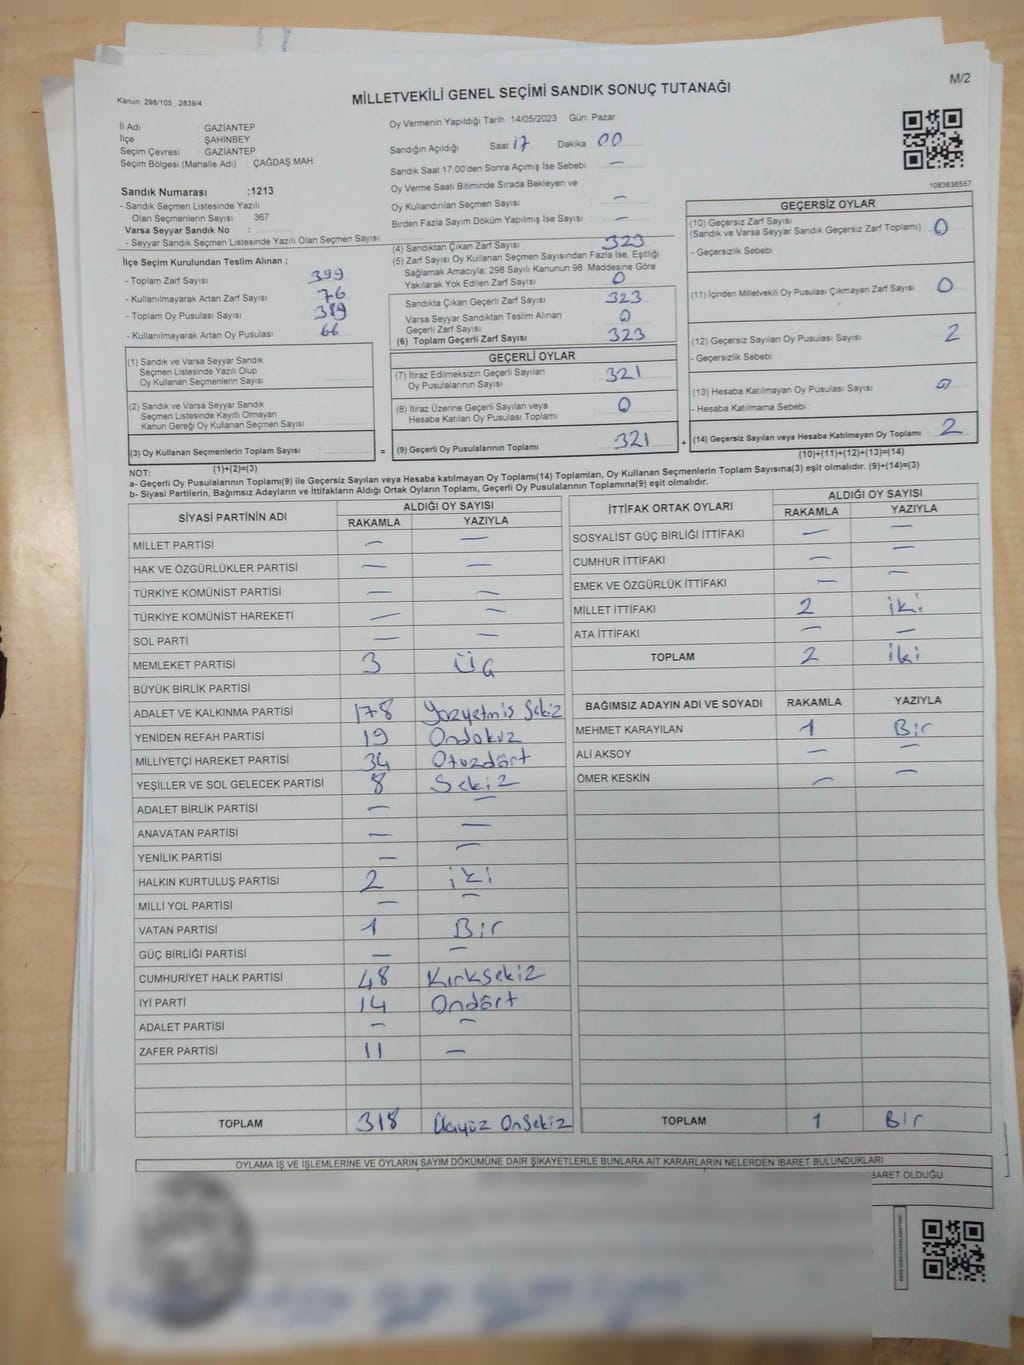 M/2
Kanun: 298/105 , 2839/4
MİLLETVEKİLİ GENEL SEÇİMİ SANDIK SONUÇ TUTANAĞI
İl Adı : GAZİANTEP
İlçe : ŞAHİNBEY
Seçim Çevresi : GAZİANTEP
Seçim Bölgesi (Mahalle Adı) : ÇAĞDAŞ MAH.
Oy Vermenin Yapıldığı Tarih 14/05/2023 Gün: Pazar
Sandığın Açıldığı Saat 17 Dakika 00
Sandık Saat 17:00'den Sonra Açımış İse Sebebi : —
Oy Verme Saati Bitiminde Sırada Bekleyen ve
Oy Kullandırılan Seçmen Sayısı : —
Birden Fazla Sayım Döküm Yapılmış İse Sayısı : —
1083636557
Sandık Numarası :1213
- Sandık Seçmen Listesinde Yazılı
Olan Seçmenlerin Sayısı 367
Varsa Seyyar Sandık No :
- Seyyar Sandık Seçmen Listesinde Yazılı Olan Seçmen Sayısı:
İlçe Seçim Kurulundan Teslim Alınan ;
- Toplam Zarf Sayısı : 399
- Kullanılmayarak Artan Zarf Sayısı : 76
- Toplam Oy Pusulası Sayısı : 389
- Kullanılmayarak Artan Oy Pusulası : 66
(4) Sandıktan Çıkan Zarf Sayısı : 323
(5) Zarf Sayısı Oy Kullanan Seçmen Sayısından Fazla İse, Eşitliği
Sağlamak Amacıyla; 298 Sayılı Kanunun 98. Maddesine Göre
Yakılarak Yok Edilen Zarf Sayısı : 0
Sandıkta Çıkan Geçerli Zarf Sayısı : 323
Varsa Seyyar Sandıktan Teslim Alınan
Geçerli Zarf Sayısı : 0
(6) Toplam Geçerli Zarf Sayısı : 323
GEÇERSİZ OYLAR
(10) Geçersiz Zarf Sayısı
(Sandık ve Varsa Seyyar Sandık Geçersiz Zarf Toplamı) : 0
- Geçersizlik Sebebi :
(11) İçinden Milletvekili Oy Pusulası Çıkmayan Zarf Sayısı : 0
(12) Geçersiz Sayılan Oy Pusulası Sayısı : 2
- Geçersizlik Sebebi :
(13) Hesaba Katılmayan Oy Pusulası Sayısı : 0
- Hesaba Katılmama Sebebi :
(14) Geçersiz Sayılan veya Hesaba Katılmayan Oy Toplamı : 2
(10)+(11)+(12)+(13)=(14)
(1) Sandık ve Varsa Seyyar Sandık
Seçmen Listesinde Yazılı Olup
Oy Kullanan Seçmenlerin Sayısı :
(2) Sandık ve Varsa Seyyar Sandık
Seçmen Listesinde Kayıtlı Olmayan
Kanun Gereği Oy Kullanan Seçmen Sayısı :
(3) Oy Kullanan Seçmenlerin Toplam Sayısı :
(1)+(2)=(3)
GEÇERLİ OYLAR
(7) İtiraz Edilmeksizin Geçerli Sayılan
Oy Pusulalarının Sayısı : 321
(8) İtiraz Üzerine Geçerli Sayılan veya
Hesaba Katılan Oy Pusulası Toplamı : 0
= (9) Geçerli Oy Pusulalarının Toplamı : 321 +
NOT:
a- Geçerli Oy Pusulalarının Toplamı(9) ile Geçersiz Sayılan veya Hesaba katılmayan Oy Toplamı(14) Toplamları, Oy Kullanan Seçmenlerin Toplam Sayısına(3) eşit olmalıdır. (9)+(14)=(3)
b- Siyasi Partilerin, Bağımsız Adayların ve İttifakların Aldığı Ortak Oyların Toplamı, Geçerli Oy Pusulalarının Toplamına(9) eşit olmalıdır.
SİYASİ PARTİNİN ADI ALDIĞI OY SAYISI
RAKAMLA YAZIYLA
MİLLET PARTİSİ — —
HAK VE ÖZGÜRLÜKLER PARTİSİ — —
TÜRKİYE KOMÜNİST PARTİSİ — —
TÜRKİYE KOMÜNİST HAREKETİ — —
SOL PARTİ — —
MEMLEKET PARTİSİ 3 Üç
BÜYÜK BİRLİK PARTİSİ
ADALET VE KALKINMA PARTİSİ 178 Yüzyetmiş Sekiz
YENİDEN REFAH PARTİSİ 19 Ondokuz
MİLLİYETÇİ HAREKET PARTİSİ 34 Otuzdört
YEŞİLLER VE SOL GELECEK PARTİSİ 8 Sekiz
ADALET BİRLİK PARTİSİ — —
ANAVATAN PARTİSİ — —
YENİLİK PARTİSİ — —
HALKIN KURTULUŞ PARTİSİ 2 iki
MİLLİ YOL PARTİSİ — —
VATAN PARTİSİ 1 Bir
GÜÇ BİRLİĞİ PARTİSİ — —
CUMHURİYET HALK PARTİSİ 48 Kırksekiz
İYİ PARTİ 14 Ondört
ADALET PARTİSİ — —
ZAFER PARTİSİ 11 —
TOPLAM 318 Üçyüz Onsekiz
İTTİFAK ORTAK OYLARI ALDIĞI OY SAYISI
RAKAMLA YAZIYLA
SOSYALİST GÜÇ BİRLİĞİ İTTİFAKI — —
CUMHUR İTTİFAKI — —
EMEK VE ÖZGÜRLÜK İTTİFAKI — —
MİLLET İTTİFAKI 2 iki
ATA İTTİFAKI — —
TOPLAM 2 iki
BAĞIMSIZ ADAYIN ADI VE SOYADI RAKAMLA YAZIYLA
MEHMET KARAYILAN 1 Bir
ALİ AKSOY — —
ÖMER KESKİN — —
TOPLAM 1 Bir
OYLAMA İŞ VE İŞLEMLERİNE VE OYLARIN SAYIM DÖKÜMÜNE DAİR ŞİKAYETLERLE BUNLARA AİT KARARLARIN NELERDEN İBARET BULUNDUKLARI
BARET OLDUĞU